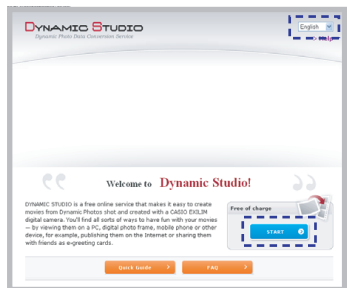 DYNAMIC STUDIO
Dynamic Photo Data Conversion Service
English
Help
Welcome to Dynamic Studio!
DYNAMIC STUDIO is a free online service that makes it easy to create
movies from Dynamic Photos shot and created with a CASIO EXILIM
digital camera. You'll find all sorts of ways to have fun with your movies
— by viewing them on a PC, digital photo frame, mobile phone or other
device, for example, publishing them on the Internet or sharing them
with friends as e-greeting cards.
Free of charge
START
Quick Guide
FAQ